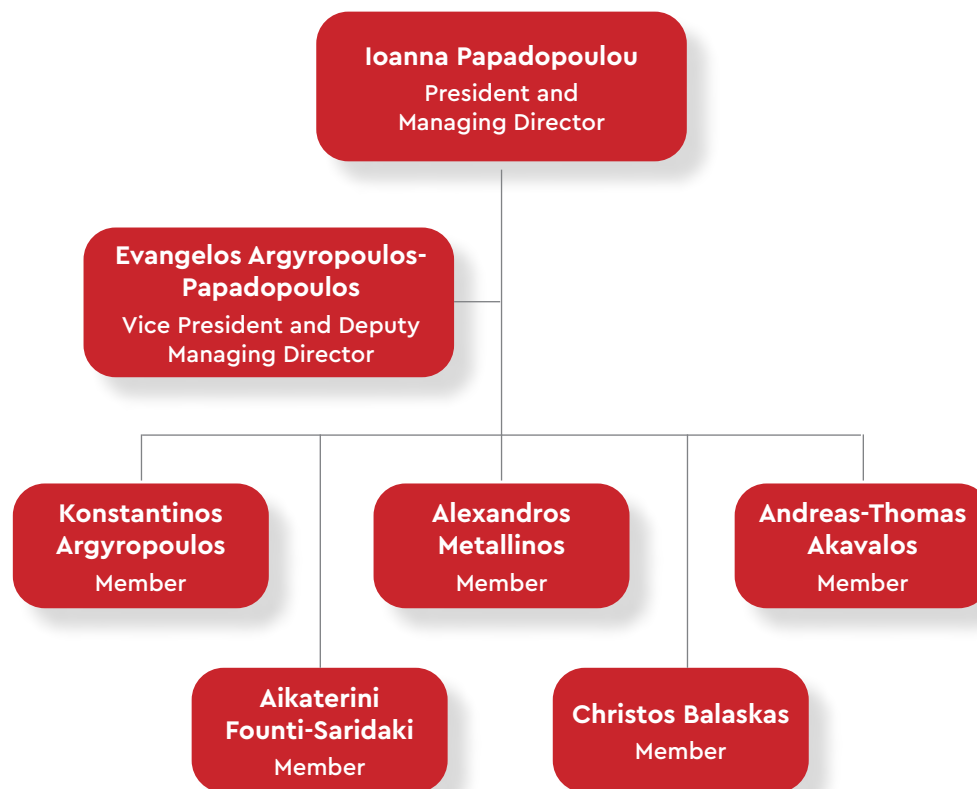 Ioanna Papadopoulou
President and
Managing Director
Evangelos Argyropoulos-
Papadopoulos
Vice President and Deputy
Managing Director
Konstantinos
Argyropoulos
Member
Alexandros
Metallinos
Member
Andreas-Thomas
Akavalos
Member
Aikaterini
Founti-Saridaki
Member
Christos Balaskas
Member